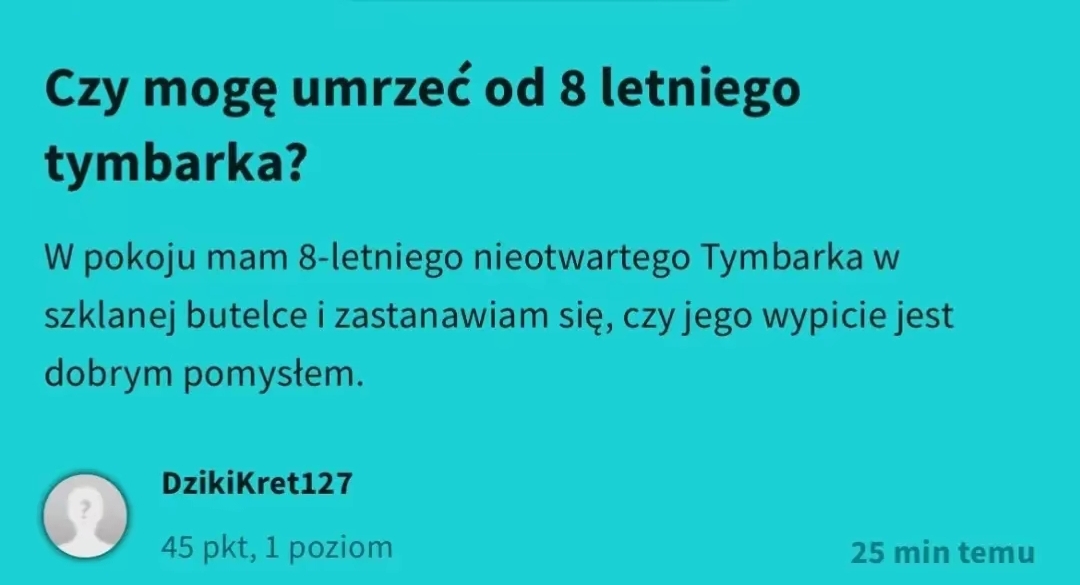 Czy mogę umrzeć od 8 letniego
tymbarka?
W pokoju mam 8-letniego nieotwartego Tymbarka w
szklanej butelce i zastanawiam się, czy jego wypicie jest
dobrym pomysłem.
?
DzikiKret127
45 pkt, 1 poziom
25 min temu